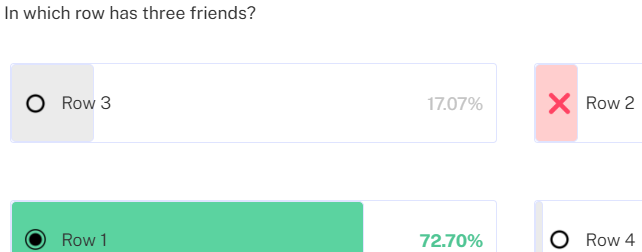 In which row has three friends?
Row 3 17.07% Row 2
Row 1 72.70% Row 4